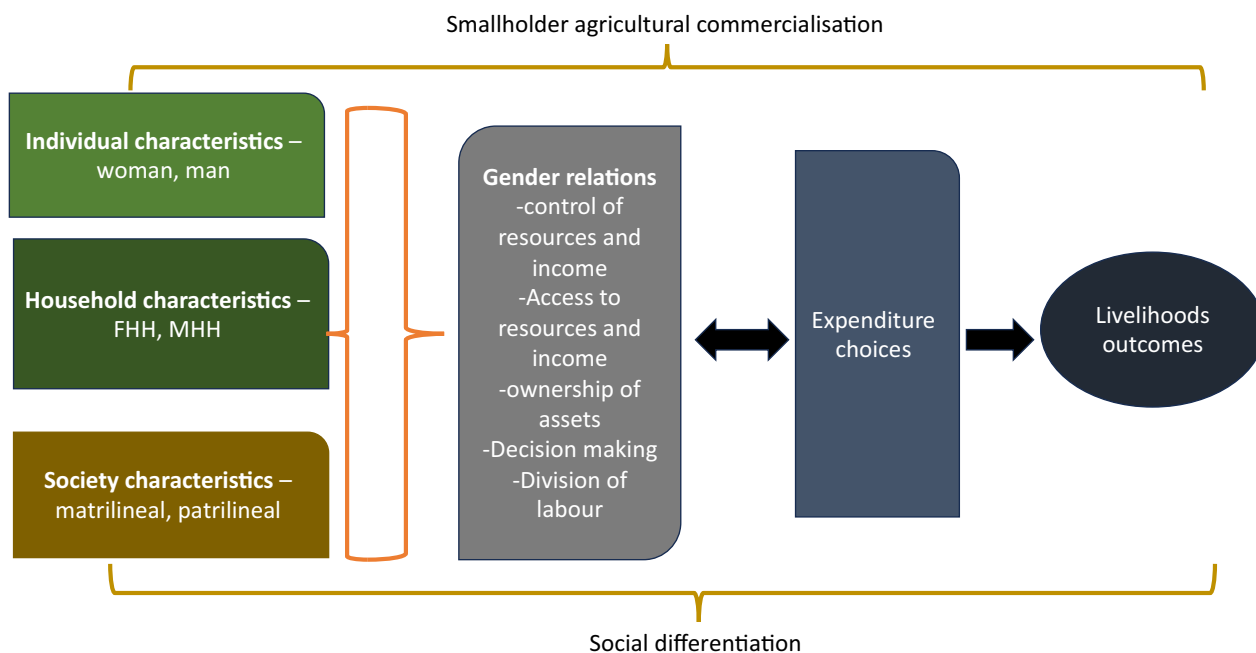 Smallholder agricultural commercialisation
Individual characteristics –
woman, man
Household characteristics –
FHH, MHH
Society characteristics –
matrilineal, patrilineal
Gender relations
-control of
resources and
income
-Access to
resources and
income
-ownership of
assets
-Decision making
-Division of
labour
Expenditure
choices
Livelihoods
outcomes
Social differentiation